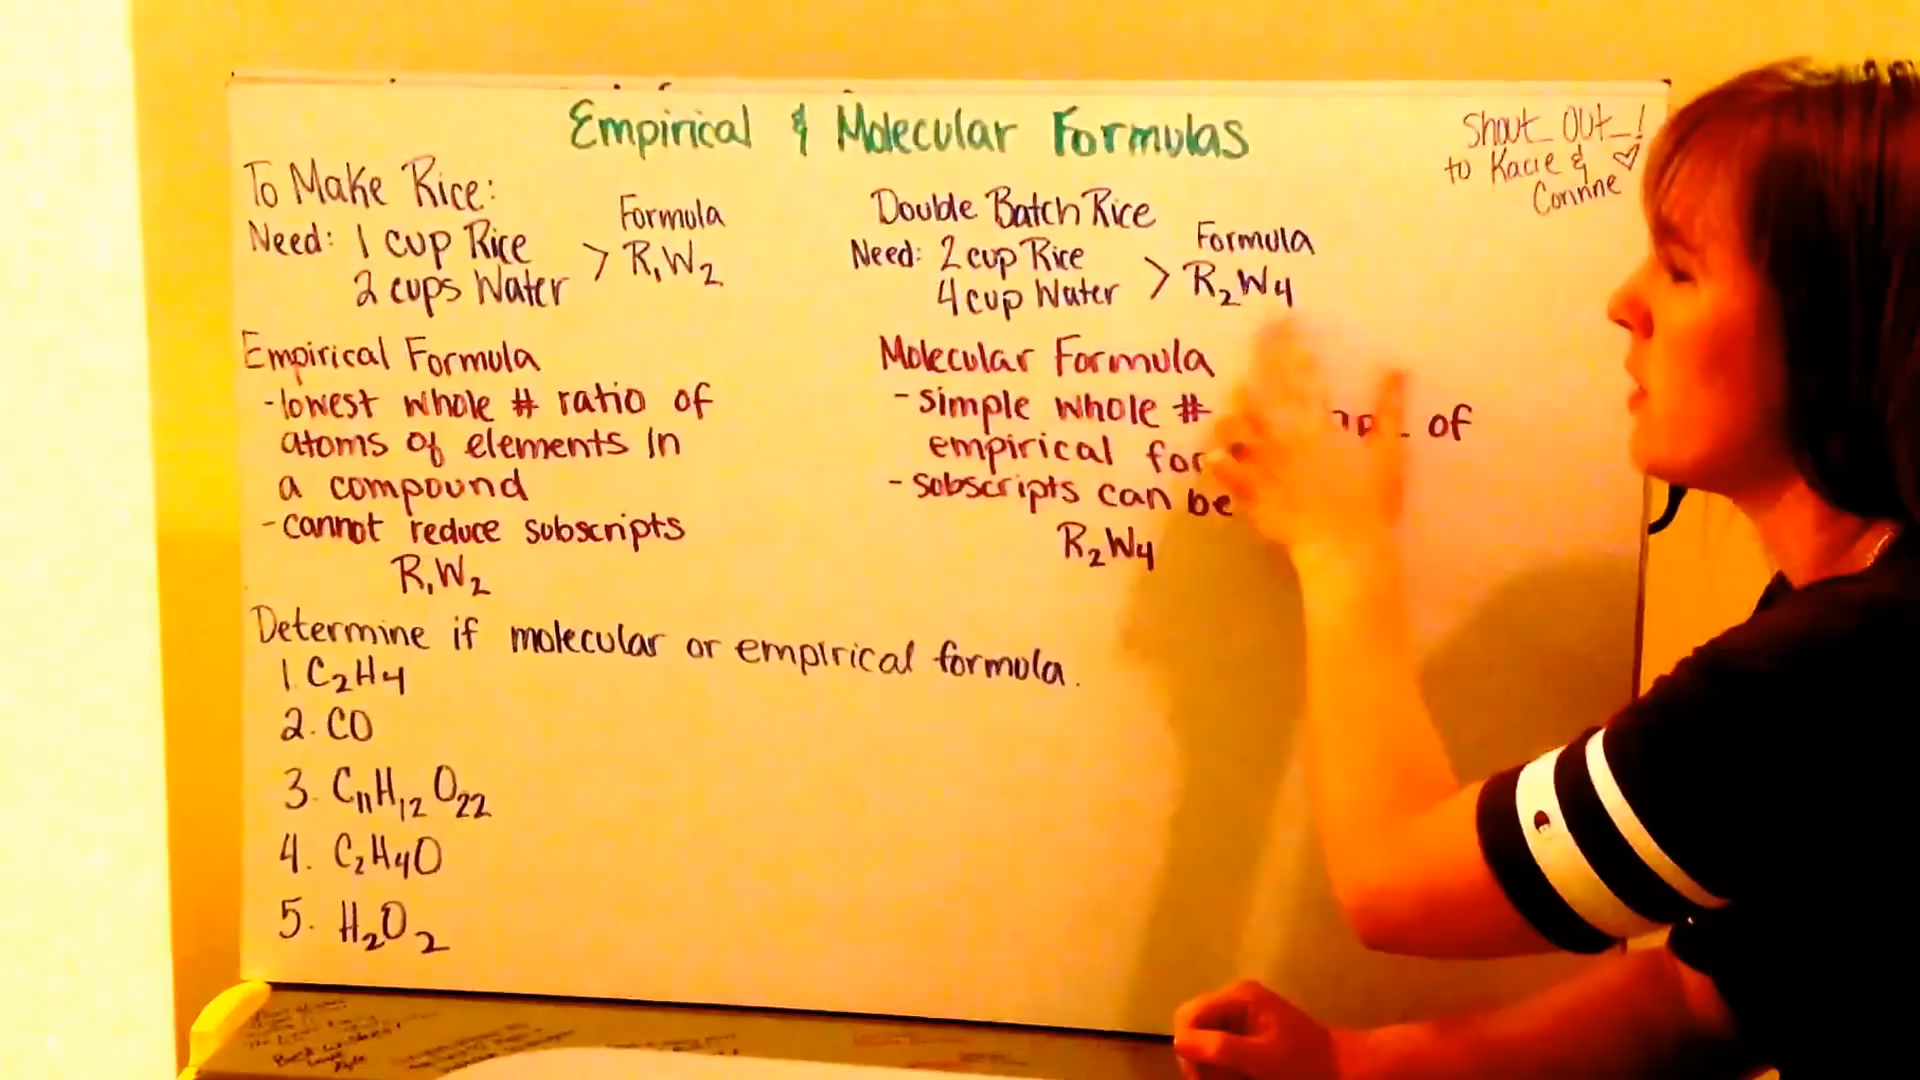 Empirical & Molecular Formulas
Shout Out!
to Kacie &
Corinne ♡
To Make Rice:
Need: 1 cup Rice
2 cups Water
> Formula
R₁W₂
Double Batch Rice
Need: 2 cup Rice
4 cup Water
> Formula
R₂W₄
Empirical Formula
-lowest whole # ratio of
atoms of elements in
a compound
-cannot reduce subscripts
R₁W₂
Molecular Formula
-simple whole # of
empirical
-subscripts can be
R₂W₄
Determine if molecular or empirical formula.
1. C₂H₄
2. CO
3. C₁₁H₁₂O₂₂
4. C₂H₄O
5. H₂O₂